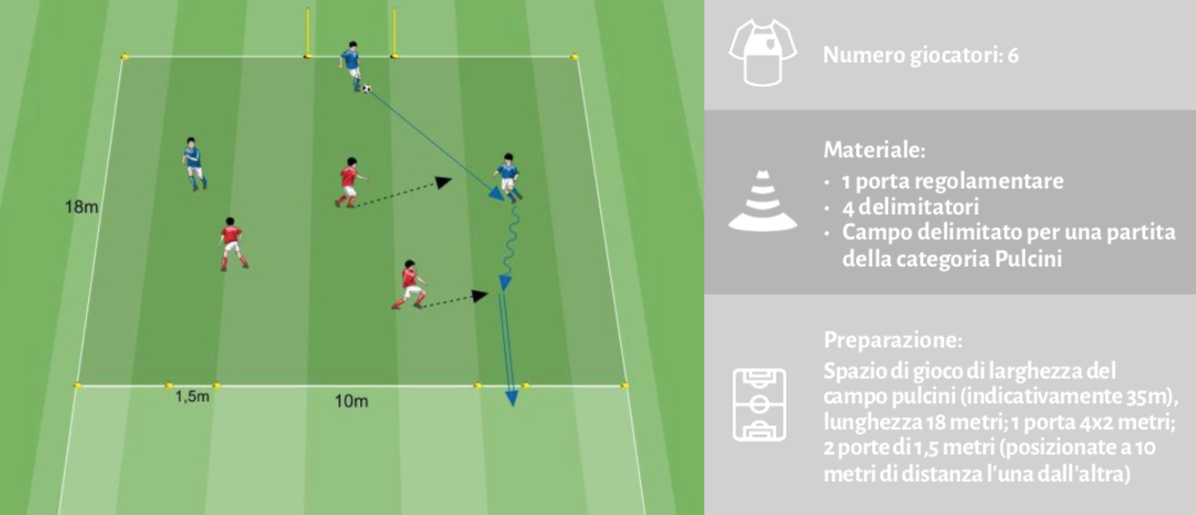 18m
1,5m
10m
Numero giocatori: 6
Materiale:
• 1 porta regolamentare
• 4 delimitatori
• Campo delimitato per una partita
della categoria Pulcini
Preparazione:
Spazio di gioco di larghezza del
campo pulcini (indicativamente 35m),
lunghezza 18 metri; 1 porta 4x2 metri;
2 porte di 1,5 metri (posizionate a 10
metri di distanza l'una dall'altra)